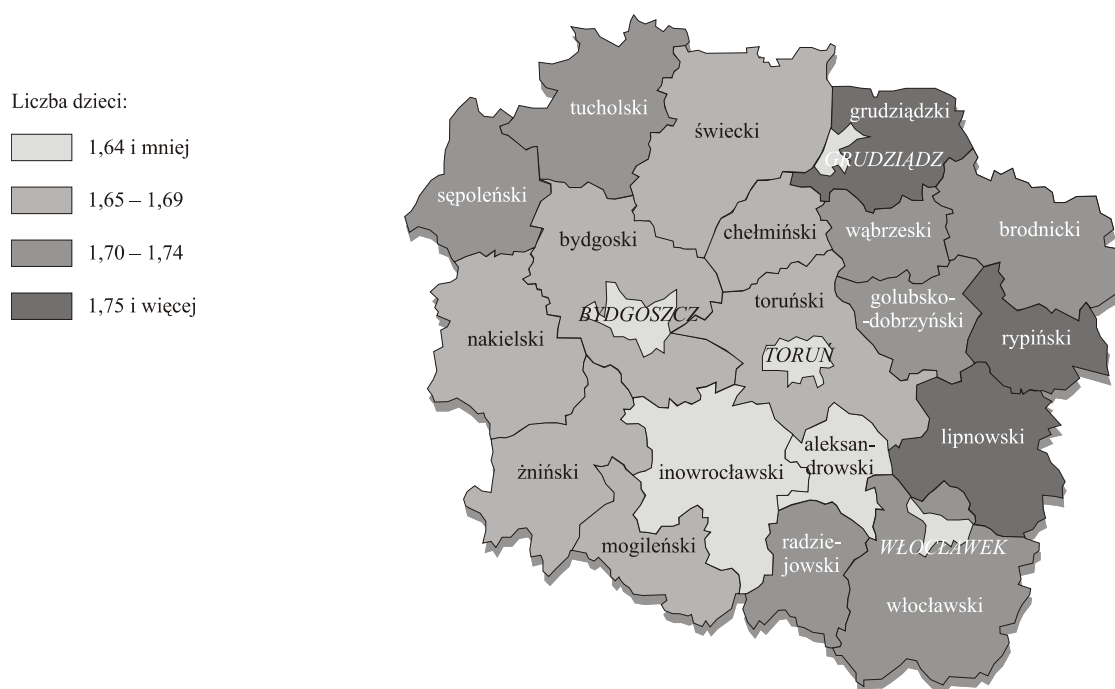 Liczba dzieci:
1,64 i mniej
1,65 – 1,69
1,70 – 1,74
1,75 i więcej
tucholski
świecki
grudziądzki
GRUDZIĄDZ
sępoleński
bydgoski
chełmiński
wąbrzeski
brodnicki
BYDGOSZCZ
toruński
golubsko-
-dobrzyński
nakielski
TORUŃ
rypiński
żniński
inowrocławski
aleksan-
drowski
lipnowski
mogileński
radzie-
jowski
WŁOCŁAWEK
włocławski